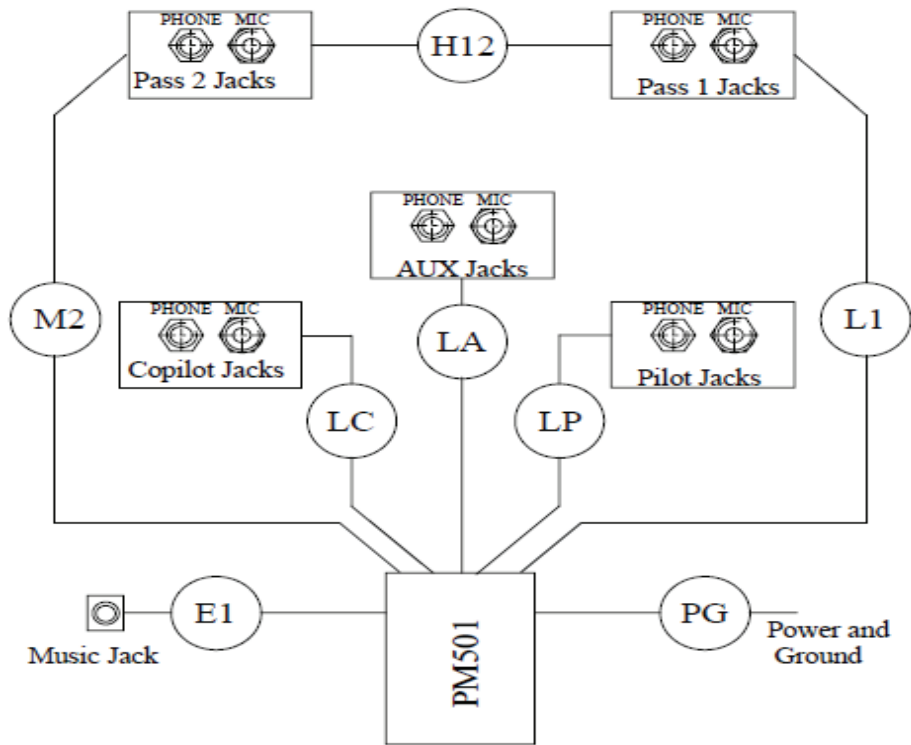 PHONE MIC
Pass 2 Jacks
H12
PHONE MIC
Pass 1 Jacks
PHONE MIC
AUX Jacks
M2
PHONE MIC
Copilot Jacks
LA
PHONE MIC
Pilot Jacks
L1
LC
LP
E1
Music Jack
PM501
PG
Power and
Ground